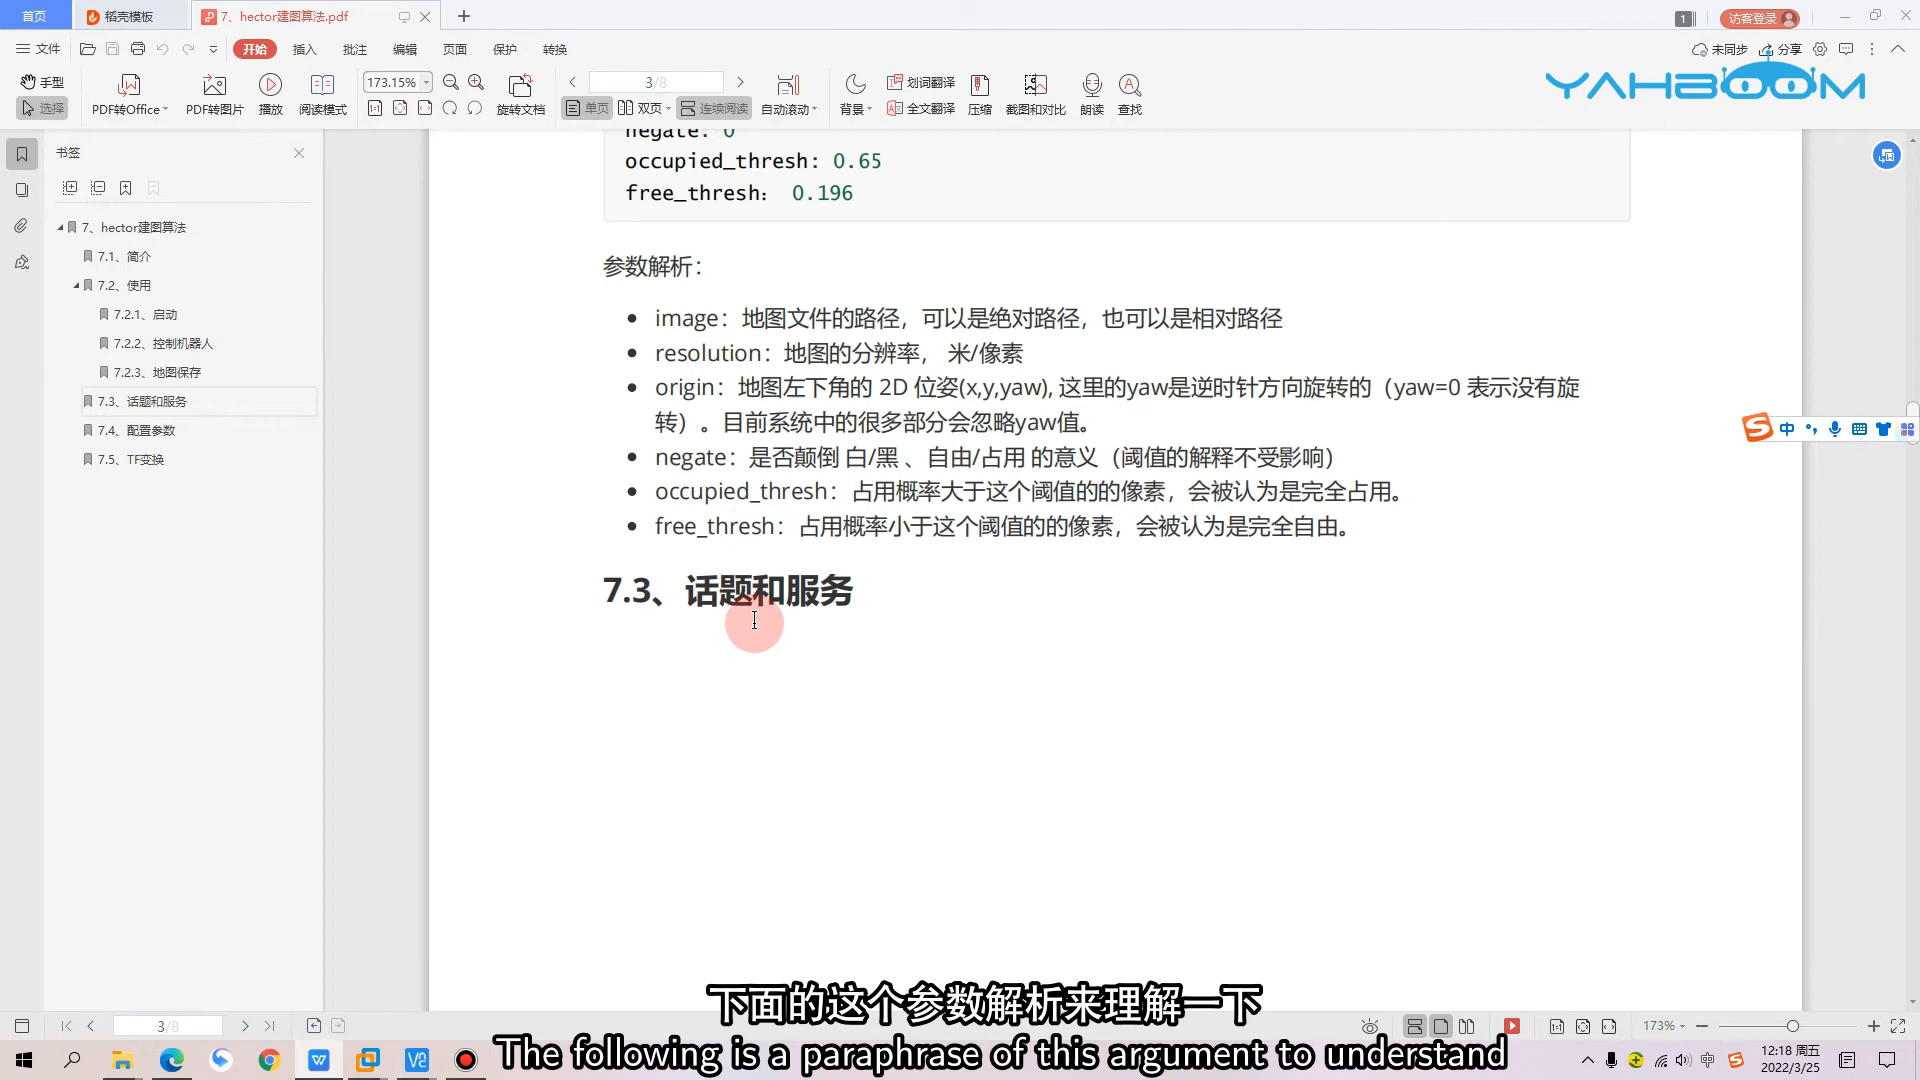 首页
稻壳模板
7、hector建图算法.pdf
1
访客登录
文件
开始
插入
批注
编辑
页面
保护
转换
未同步
分享
手型
选择
PDF转Office
PDF转图片
播放
阅读模式
173.15%
旋转文档
3/8
单页
双页
连续阅读
自动滚动
背景
划词翻译
全文翻译
压缩
截图和对比
朗读
查找
YAHBOOM
书签
7、hector建图算法
7.1、简介
7.2、使用
7.2.1、启动
7.2.2、控制机器人
7.2.3、地图保存
7.3、话题和服务
7.4、配置参数
7.5、TF变换
negate: 0
occupied_thresh: 0.65
free_thresh： 0.196
参数解析：
image：地图文件的路径，可以是绝对路径，也可以是相对路径
resolution：地图的分辨率， 米/像素
origin：地图左下角的 2D 位姿(x,y,yaw), 这里的yaw是逆时针方向旋转的（yaw=0 表示没有旋
转）。目前系统中的很多部分会忽略yaw值。
negate：是否颠倒 白/黑 、自由/占用 的意义（阈值的解释不受影响）
occupied_thresh：占用概率大于这个阈值的的像素，会被认为是完全占用。
free_thresh：占用概率小于这个阈值的的像素，会被认为是完全自由。
7.3、话题和服务
中
下面的这个参数解析来理解一下
The following is a paraphrase of this argument to understand
3/8
173%
中
12:18 周五
2022/3/25